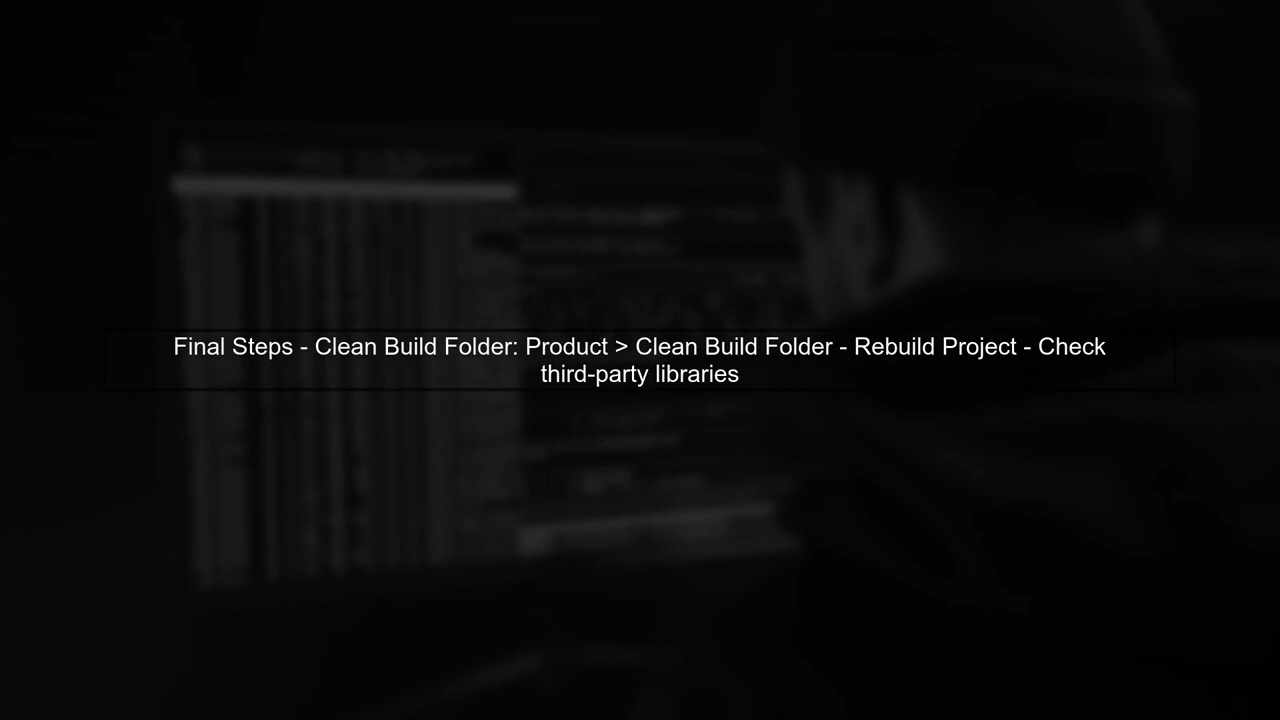 Final Steps - Clean Build Folder: Product > Clean Build Folder - Rebuild Project - Check
third-party libraries